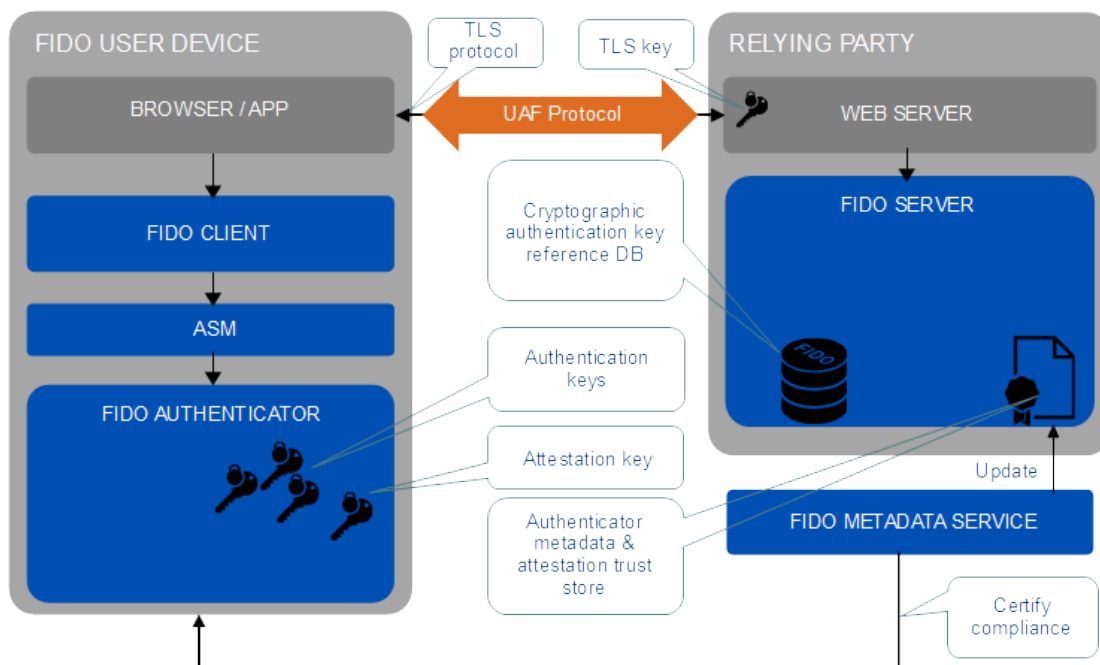 FIDO USER DEVICE
TLS
protocol
TLS key
RELYING PARTY
BROWSER / APP
UAF Protocol
WEB SERVER
FIDO CLIENT
Cryptographic
authentication key
reference DB
FIDO SERVER
ASM
FIDO
Authentication
keys
FIDO AUTHENTICATOR
Attestation key
Update
Authenticator
metadata &
attestation trust
store
FIDO METADATA SERVICE
Certify
compliance